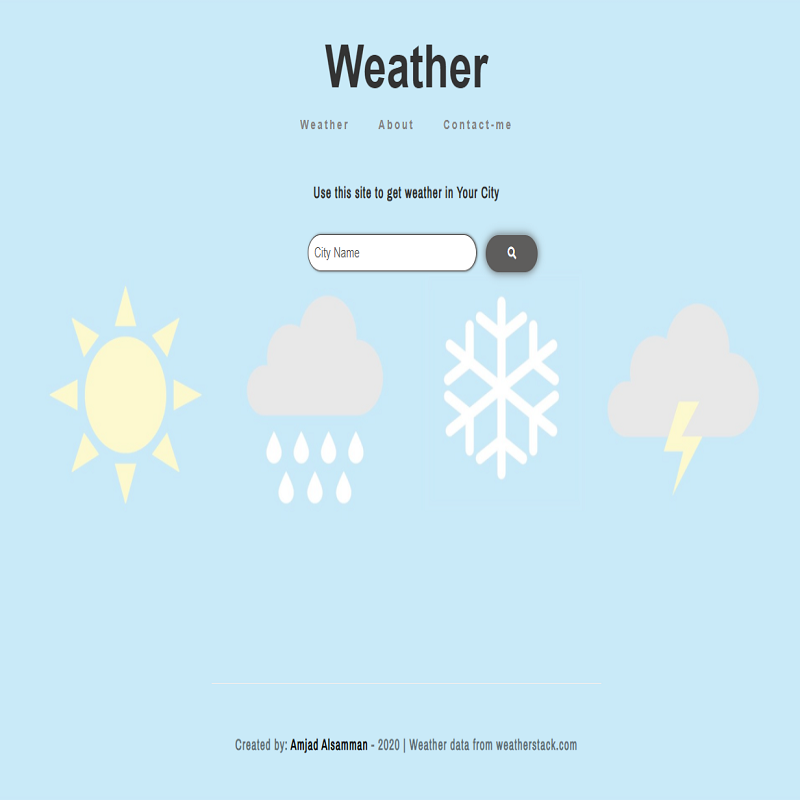 Weather
Weather About Contact-me
Use this site to get weather in Your City
City Name
Created by: Amjad Alsamman - 2020 | Weather data from weatherstack.com